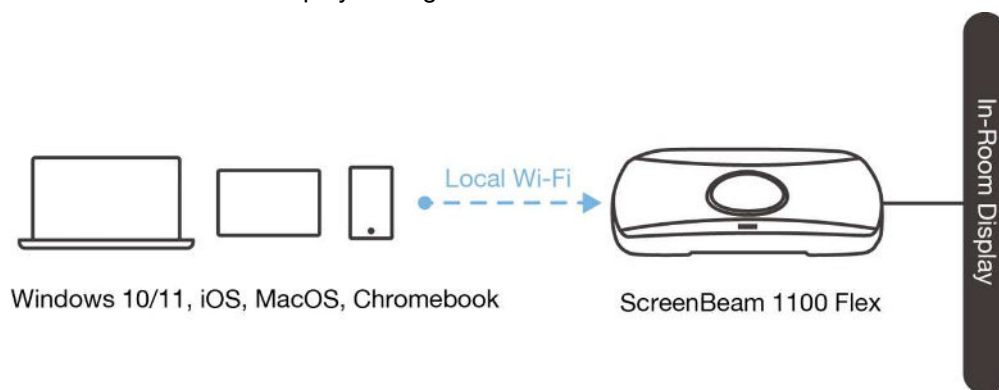 Local Wi-Fi
In-Room Display
Windows 10/11, iOS, MacOS, Chromebook
ScreenBeam 1100 Flex